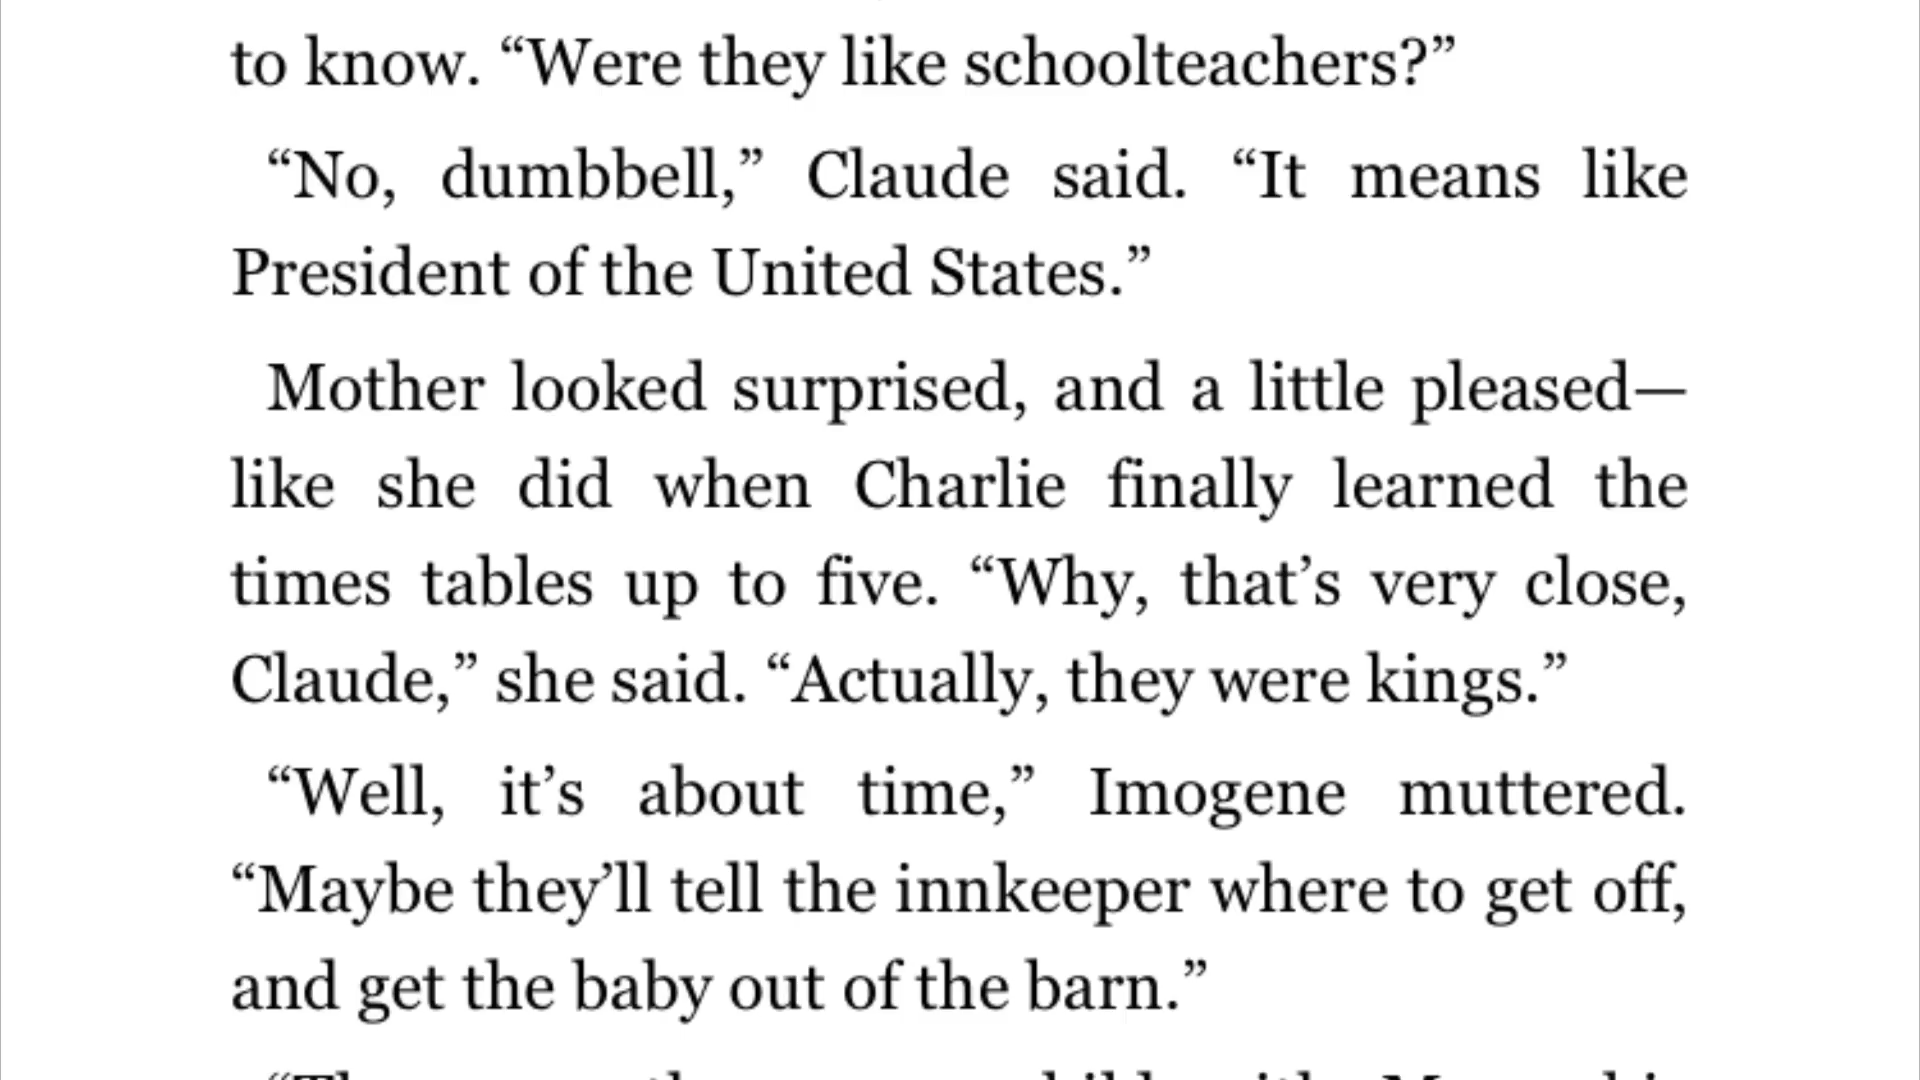 to know. “Were they like schoolteachers?”
“No, dumbbell,” Claude said. “It means like
President of the United States.”
Mother looked surprised, and a little pleased—
like she did when Charlie finally learned the
times tables up to five. “Why, that’s very close,
Claude,” she said. “Actually, they were kings.”
“Well, it’s about time,” Imogene muttered.
“Maybe they’ll tell the innkeeper where to get off,
and get the baby out of the barn.”